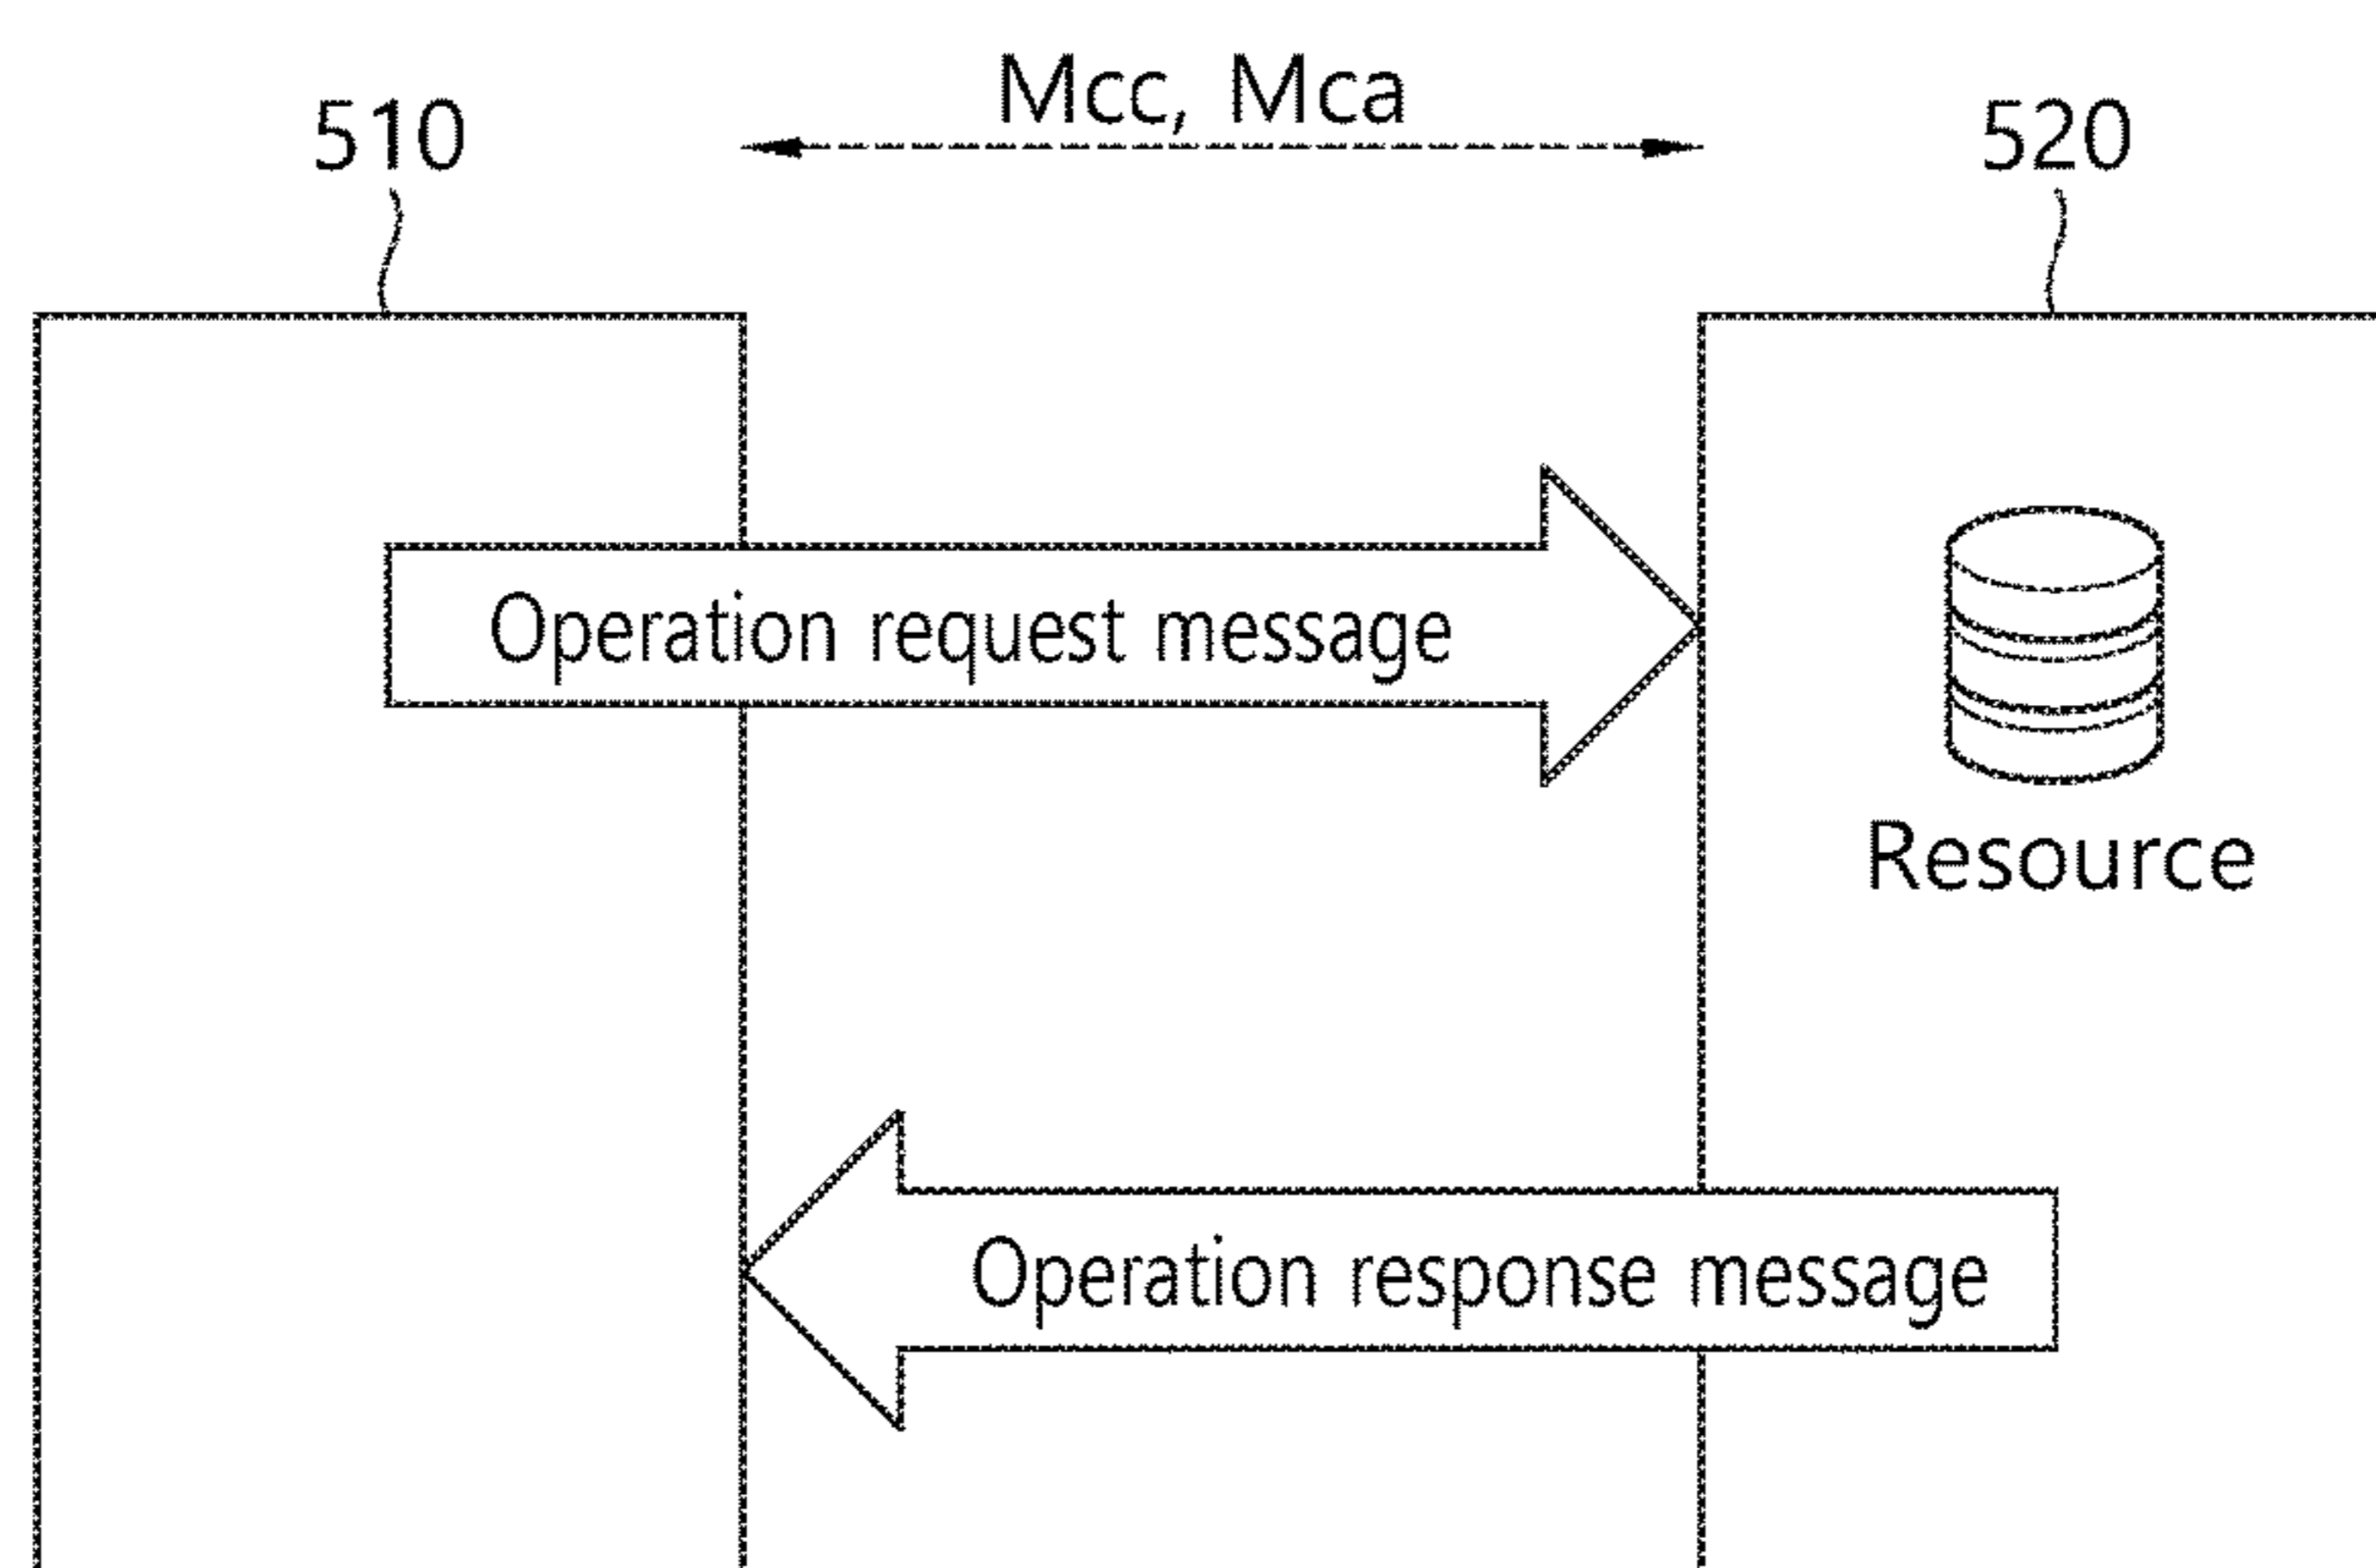 Mcc, Mca
510
520
Operation request message
Resource
Operation response message